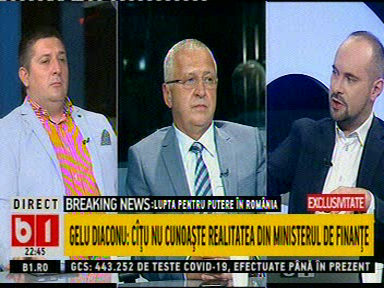 DIRECT
BREAKING NEWS: LUPTA PENTRU PUTERE ÎN ROMÂNIA
EXCLUSIVITATE
b1
22:45
GELU DIACONU: CÎȚU NU CUNOAȘTE REALITATEA DIN MINISTERUL DE FINANȚE
B1.RO
GCS: 443.252 DE TESTE COVID-19, EFECTUATE PÂNĂ ÎN PREZENT